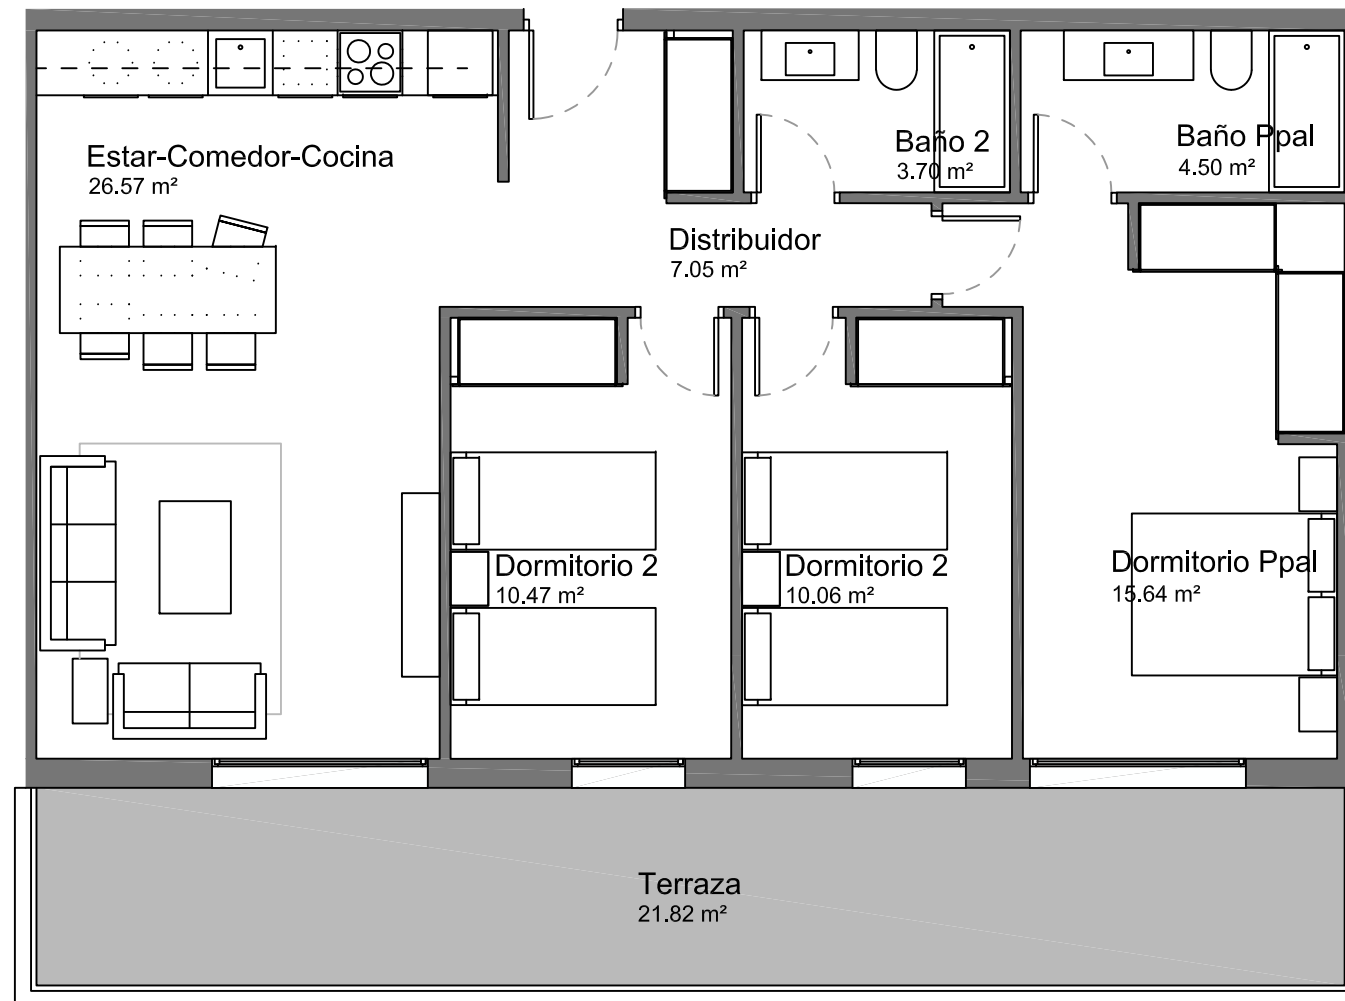 Estar-Comedor-Cocina
26.57 m²
Baño 2
3.70 m²
Baño Ppal
4.50 m²
Distribuidor
7.05 m²
Dormitorio 2
10.47 m²
Dormitorio 2
10.06 m²
Dormitorio Ppal
15.64 m²
Terraza
21.82 m²